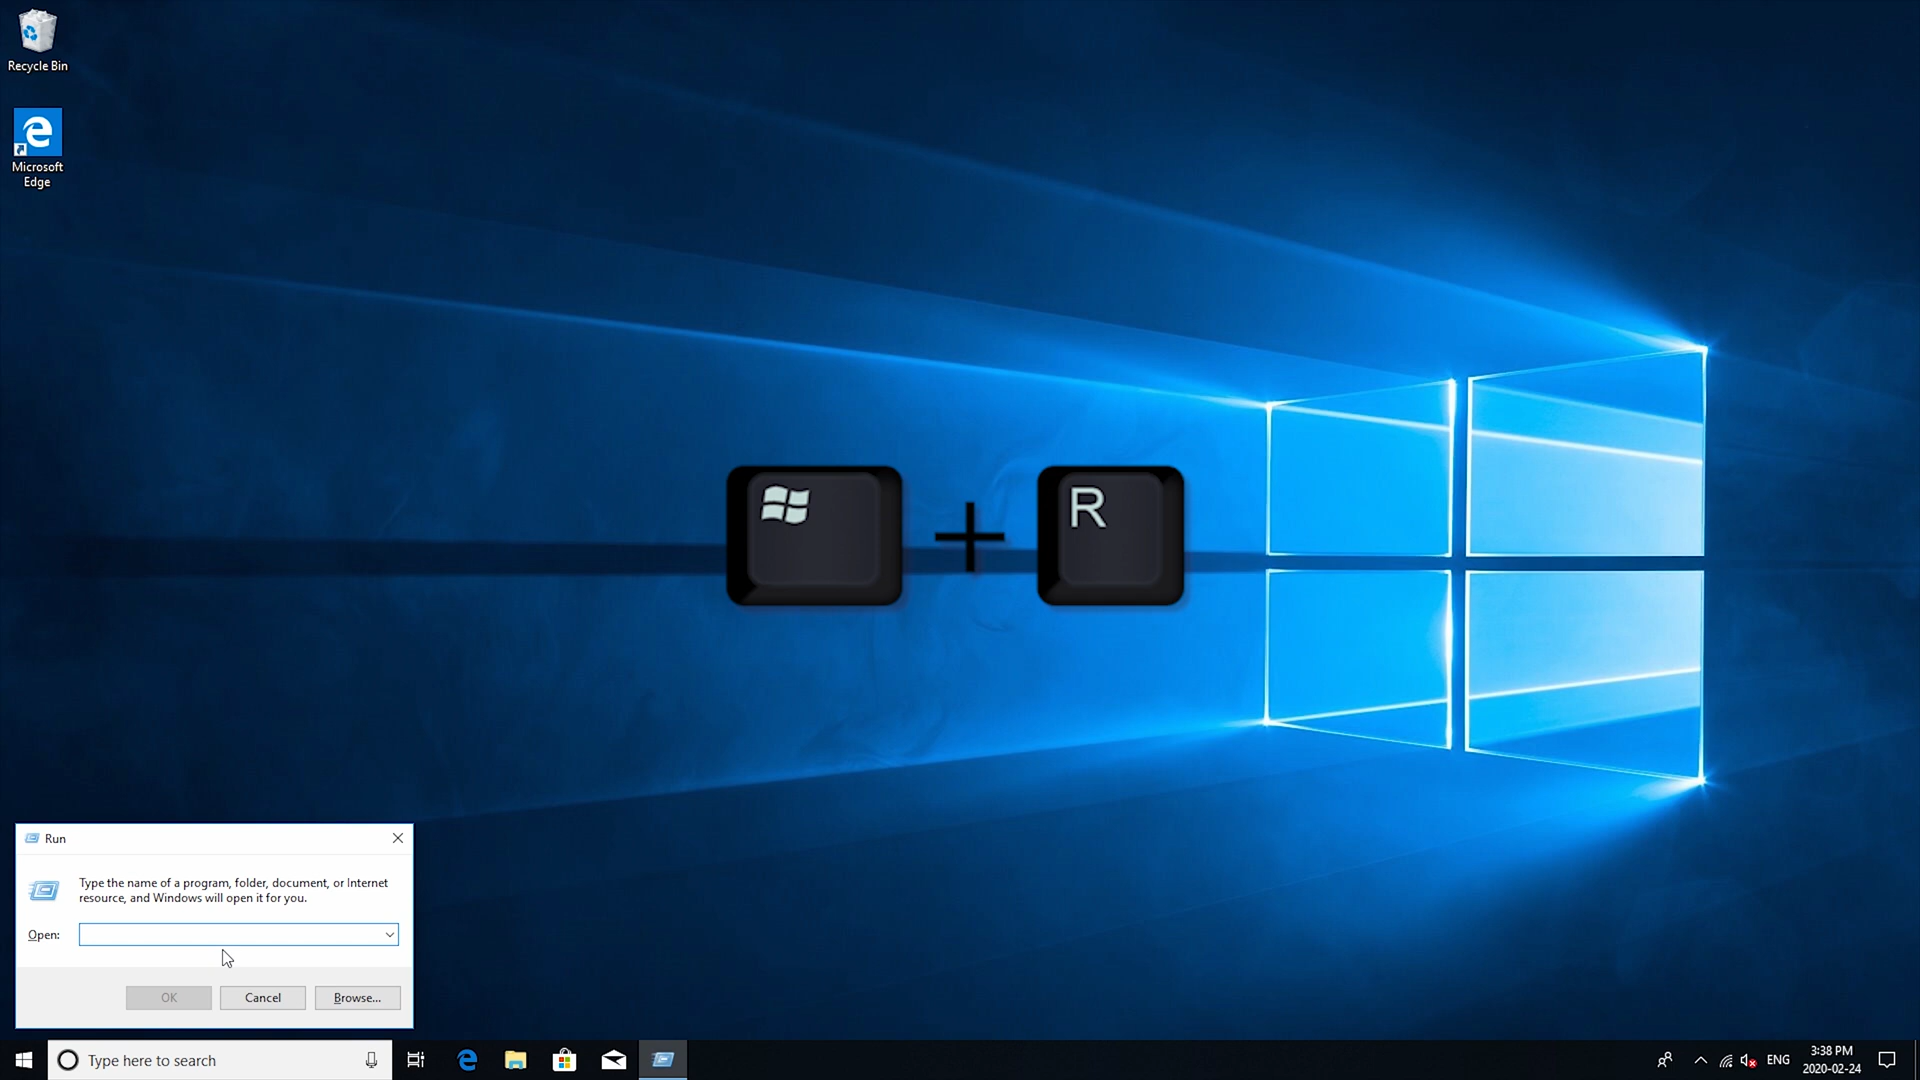 Recycle Bin
Microsoft
Edge
R
Run
Type the name of a program, folder, document, or Internet
resource, and Windows will open it for you.
Open:
OK
Cancel
Browse...
Type here to search
ENG
3:38 PM
2020-02-24